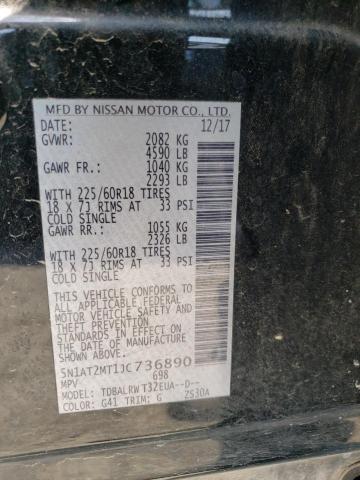 MFD BY NISSAN MOTOR CO., LTD.
DATE: 12/17
GVWR: 2082 KG
4590 LB
GAWR FR.: 1040 KG
2293 LB
WITH 225/60R18 TIRES
18 X 7J RIMS AT 33 PSI
COLD SINGLE
GAWR RR.: 1055 KG
2326 LB
WITH 225/60R18 TIRES
18 X 7J RIMS AT 33 PSI
COLD SINGLE
THIS VEHICLE CONFORMS TO
ALL APPLICABLE FEDERAL
MOTOR VEHICLE SAFETY AND
THEFT PREVENTION
STANDARDS IN EFFECT ON
THE DATE OF MANUFACTURE
SHOWN ABOVE.
5N1AT2MT1JC736890
MPV 698
MODEL: TDBALRWT32EUA--D--
COLOR: G41 TRIM: G ZS30A